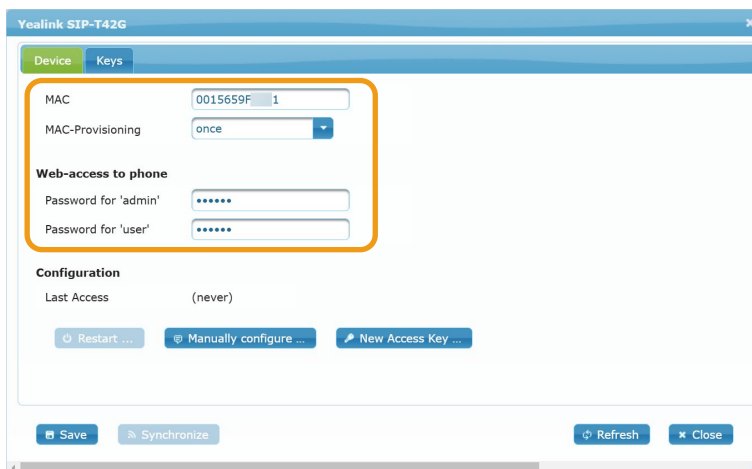 Yealink SIP-T42G
Device Keys
MAC 0015659F 1
MAC-Provisioning once
Web-access to phone
Password for 'admin' ••••••
Password for 'user' ••••••
Configuration
Last Access (never)
Restart ... Manually configure ... New Access Key ...
Save Synchronize Refresh Close